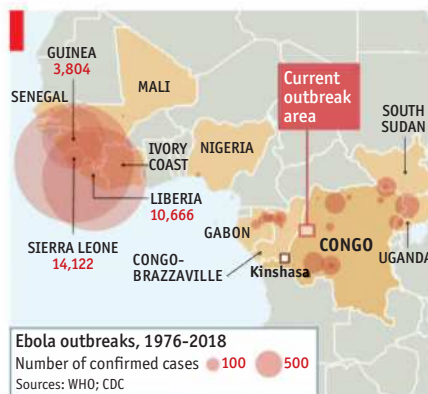 GUINEA
3,804
SENEGAL
MALI
Current
outbreak
area
SOUTH
SUDAN
IVORY
COAST
NIGERIA
LIBERIA
10,666
SIERRA LEONE
14,122
GABON
CONGO
UGANDA
CONGO-
BRAZZAVILLE
Kinshasa
Ebola outbreaks, 1976-2018
Number of confirmed cases 100 500
Sources: WHO; CDC